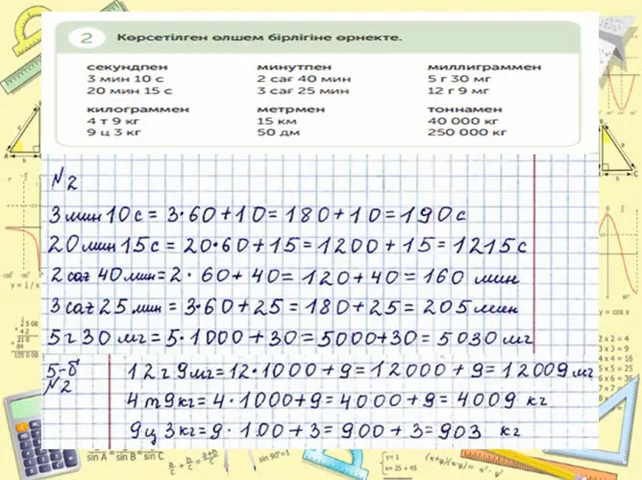 2 Көрсетілген өлшем бірлігіне өрнекте.
секундпен минутпен миллиграммен
3 мин 10 с 2 сағ 40 мин 5 г 30 мг
20 мин 15 с 3 сағ 25 мин 12 г 9 мг
килограммен метрмен тоннамен
4 т 9 кг 15 км 40 000 кг
9 ц 3 кг 50 дм 250 000 кг
№2
3 мин 10 с = 3·60+10=180+10=190 с
20 мин 15 с = 20·60+15=1200+15=1215 с
2 сағ 40 мин = 2·60+40=120+40=160 мин
3 сағ 25 мин = 3·60+25=180+25=205 мин
5 г 30 мг = 5·1000+30=5000+30=5030 мг
5-б
№2
12 г 9 мг = 12·1000+9=12000+9=12009 мг
4 т 9 кг = 4·1000+9=4000+9=4009 кг
9 ц 3 кг = 9·100+3=900+3=903 кг